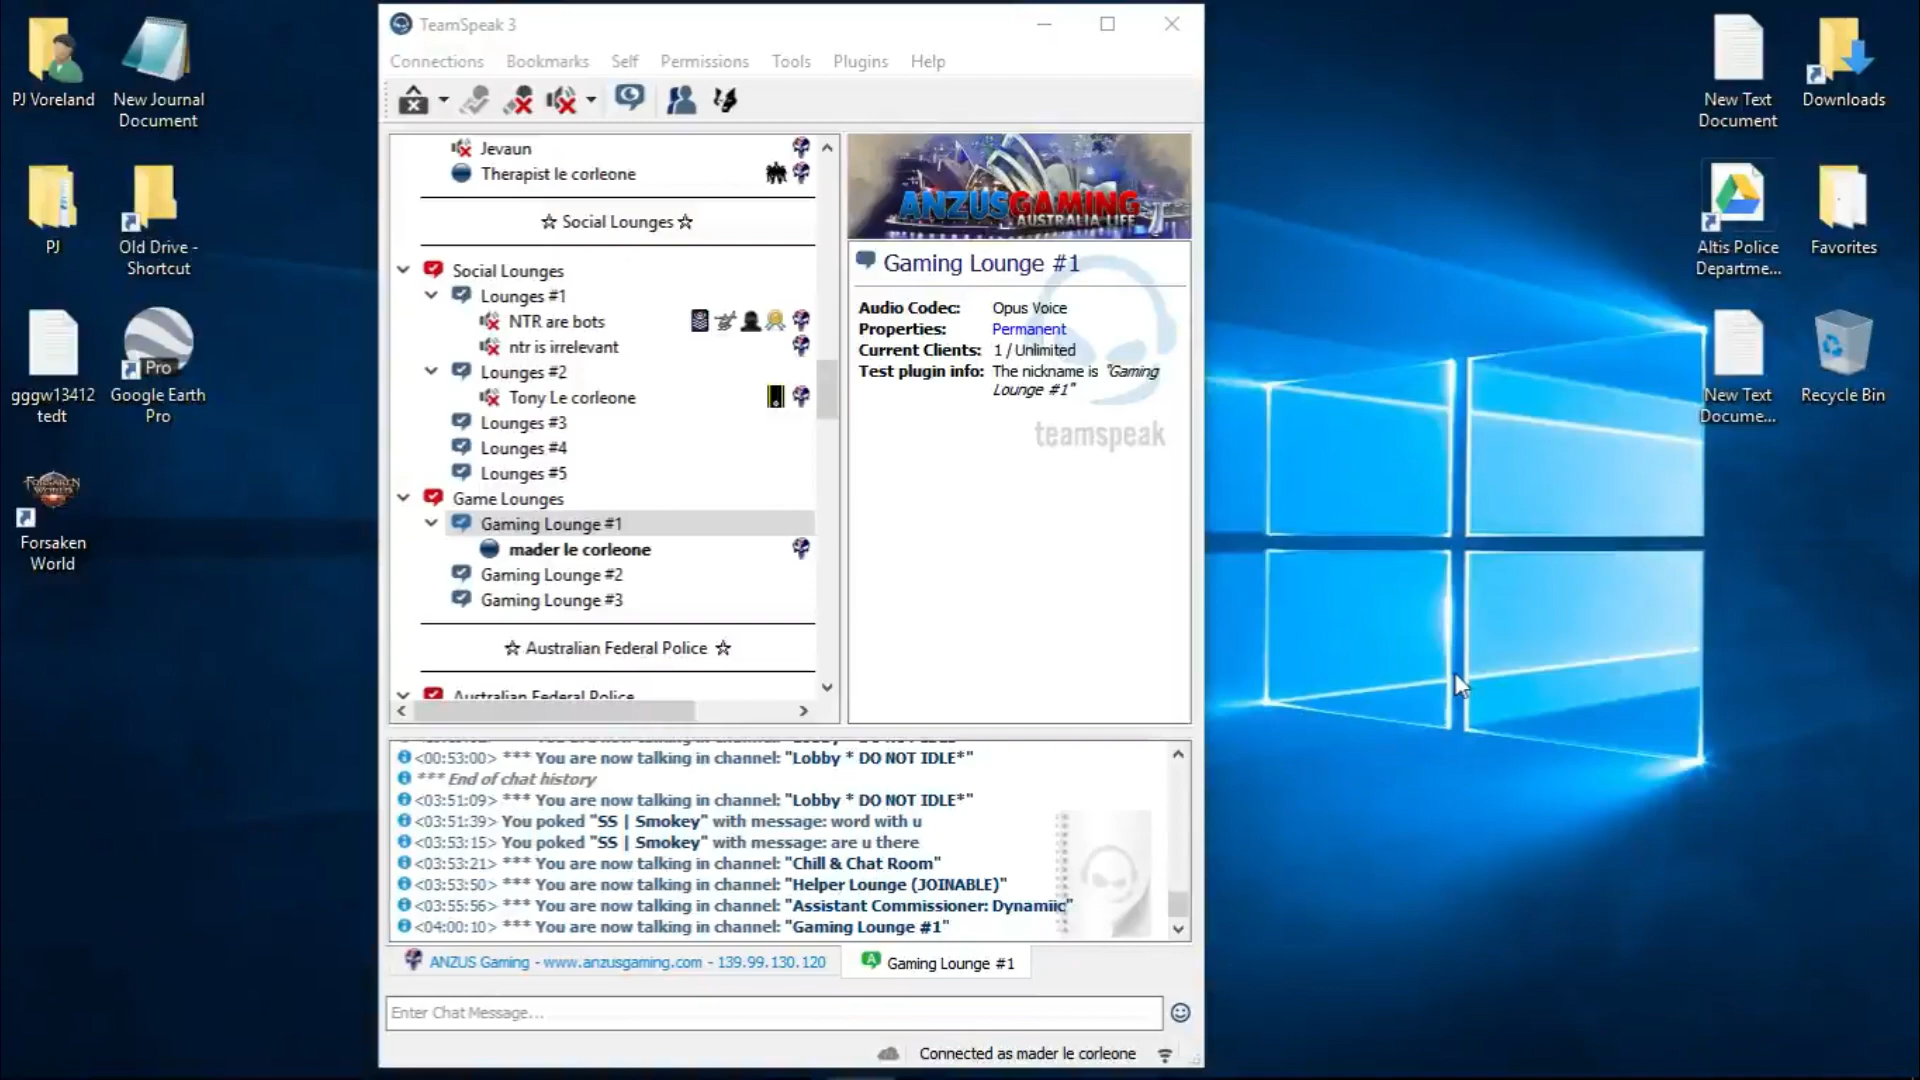 PJ Voreland
New Journal
Document
PJ
Old Drive -
Shortcut
gggw13412
tedt
Pro
Google Earth
Pro
FORSAKEN
WORLD
Forsaken
World
TeamSpeak 3
Connections
Bookmarks
Self
Permissions
Tools
Plugins
Help
Jevaun
Therapist le corleone
☆ Social Lounges ☆
Social Lounges
Lounges #1
NTR are bots
ntr is irrelevant
Lounges #2
Tony Le corleone
Lounges #3
Lounges #4
Lounges #5
Game Lounges
Gaming Lounge #1
mader le corleone
Gaming Lounge #2
Gaming Lounge #3
☆ Australian Federal Police ☆
Australian Federal Police
ANZUSGAMING
AUSTRALIA LIFE
Gaming Lounge #1
Audio Codec: Opus Voice
Properties: Permanent
Current Clients: 1 / Unlimited
Test plugin info: The nickname is "Gaming
Lounge #1"
teamspeak
<00:53:00> *** You are now talking in channel: "Lobby * DO NOT IDLE*"
*** End of chat history
<03:51:09> *** You are now talking in channel: "Lobby * DO NOT IDLE*"
<03:51:39> You poked "SS | Smokey" with message: word with u
<03:53:15> You poked "SS | Smokey" with message: are u there
<03:53:21> *** You are now talking in channel: "Chill & Chat Room"
<03:53:50> *** You are now talking in channel: "Helper Lounge (JOINABLE)"
<03:55:56> *** You are now talking in channel: "Assistant Commissioner: Dynamiic"
<04:00:10> *** You are now talking in channel: "Gaming Lounge #1"
ANZUS Gaming - www.anzusgaming.com - 139.99.130.120
Gaming Lounge #1
Enter Chat Message...
Connected as mader le corleone
New Text
Document
Downloads
Altis Police
Departme...
Favorites
New Text
Docume...
Recycle Bin